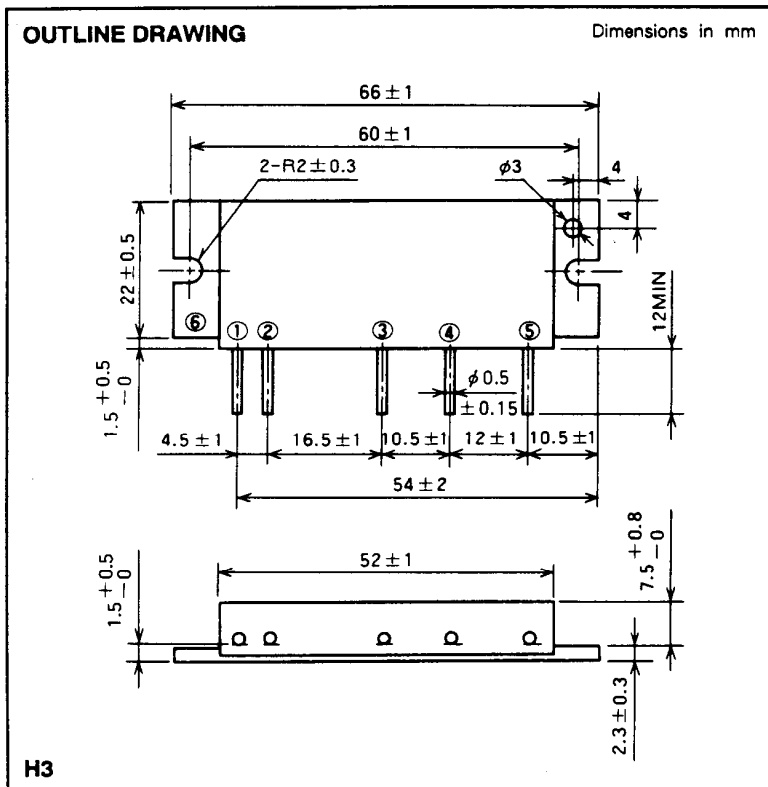 OUTLINE DRAWING
Dimensions in mm
66±1
60±1
2-R2±0.3
φ3
4
4
22±0.5
12MIN
⑥
①
②
③
④
⑤
1.5 +0.5 −0
φ0.5
±0.15
4.5±1
16.5±1
10.5±1
12±1
10.5±1
54±2
52±1
1.5 +0.5 −0
7.5 +0.8 −0
2.3±0.3
H3